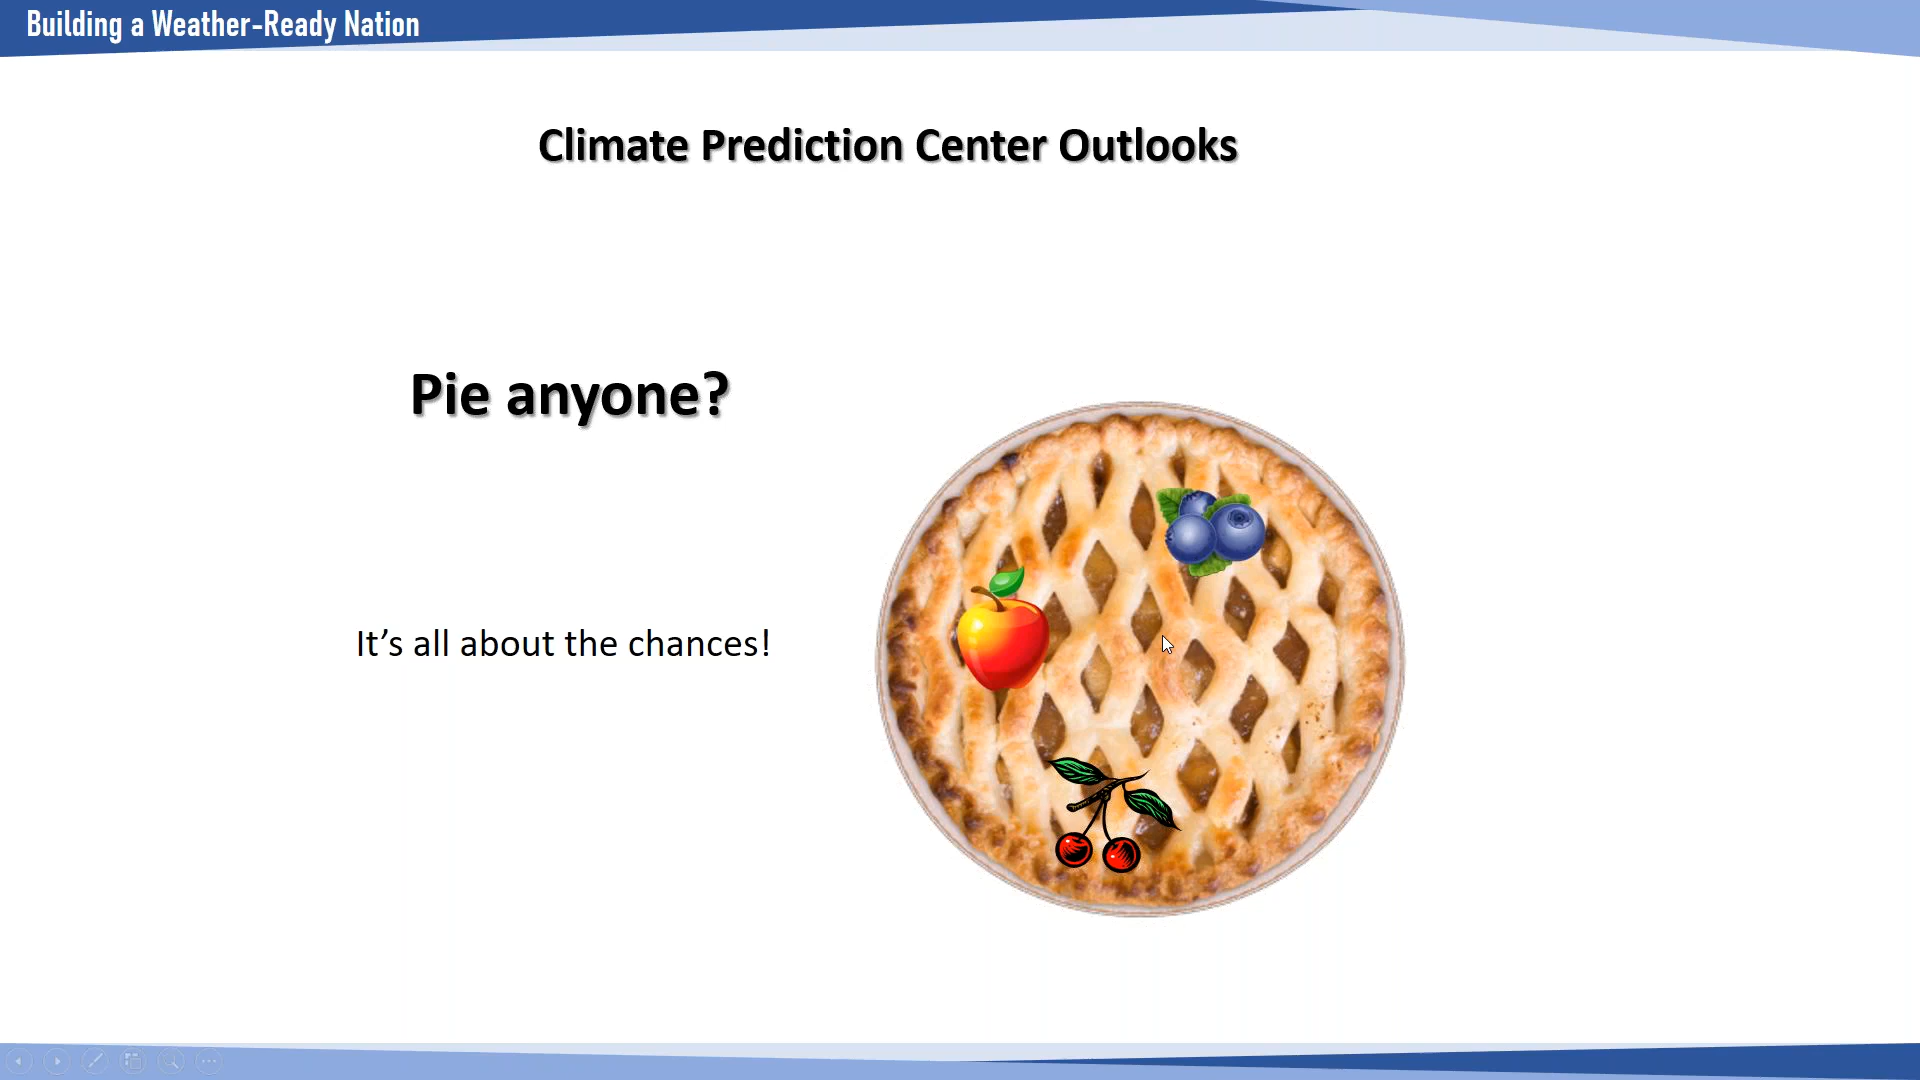 Building a Weather-Ready Nation
Climate Prediction Center Outlooks
Pie anyone?
It’s all about the chances!